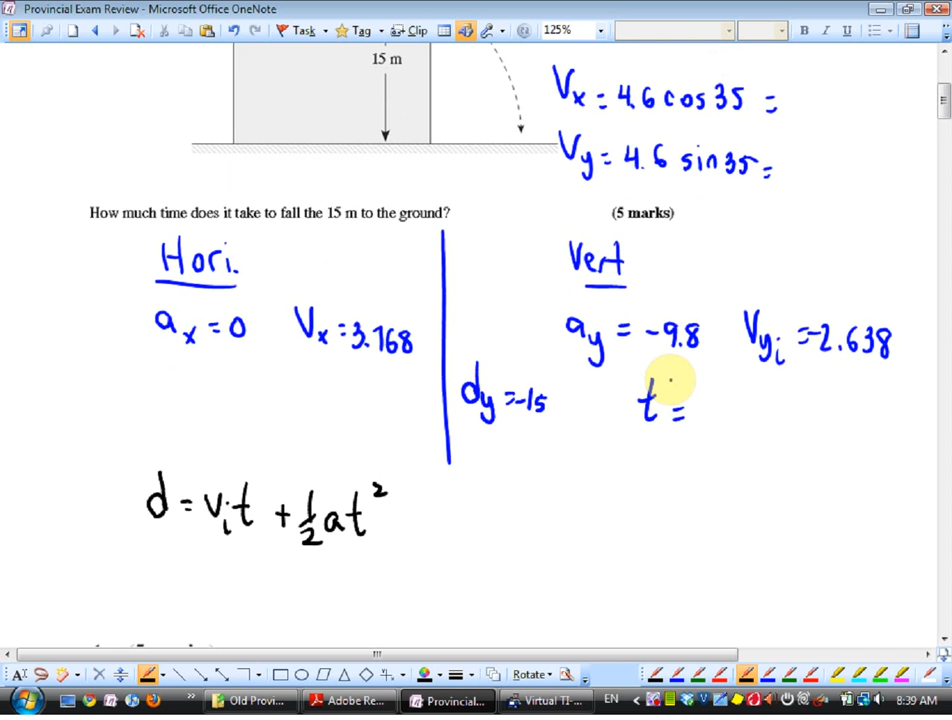 Provincial Exam Review - Microsoft Office OneNote
Task Tag Clip 125% B I U
15 m
Vx = 4.6 cos 35 =
Vy = 4.6 sin 35 =
How much time does it take to fall the 15 m to the ground? (5 marks)
Hori. Vert
ax = 0 Vx = 3.768 ay = -9.8 Vyi = -2.638
dy = -15 t =
d = vit + 1/2 at2
Rotate
Old Provi... Adobe Re... Provincial... Virtual TI-... EN 8:39 AM